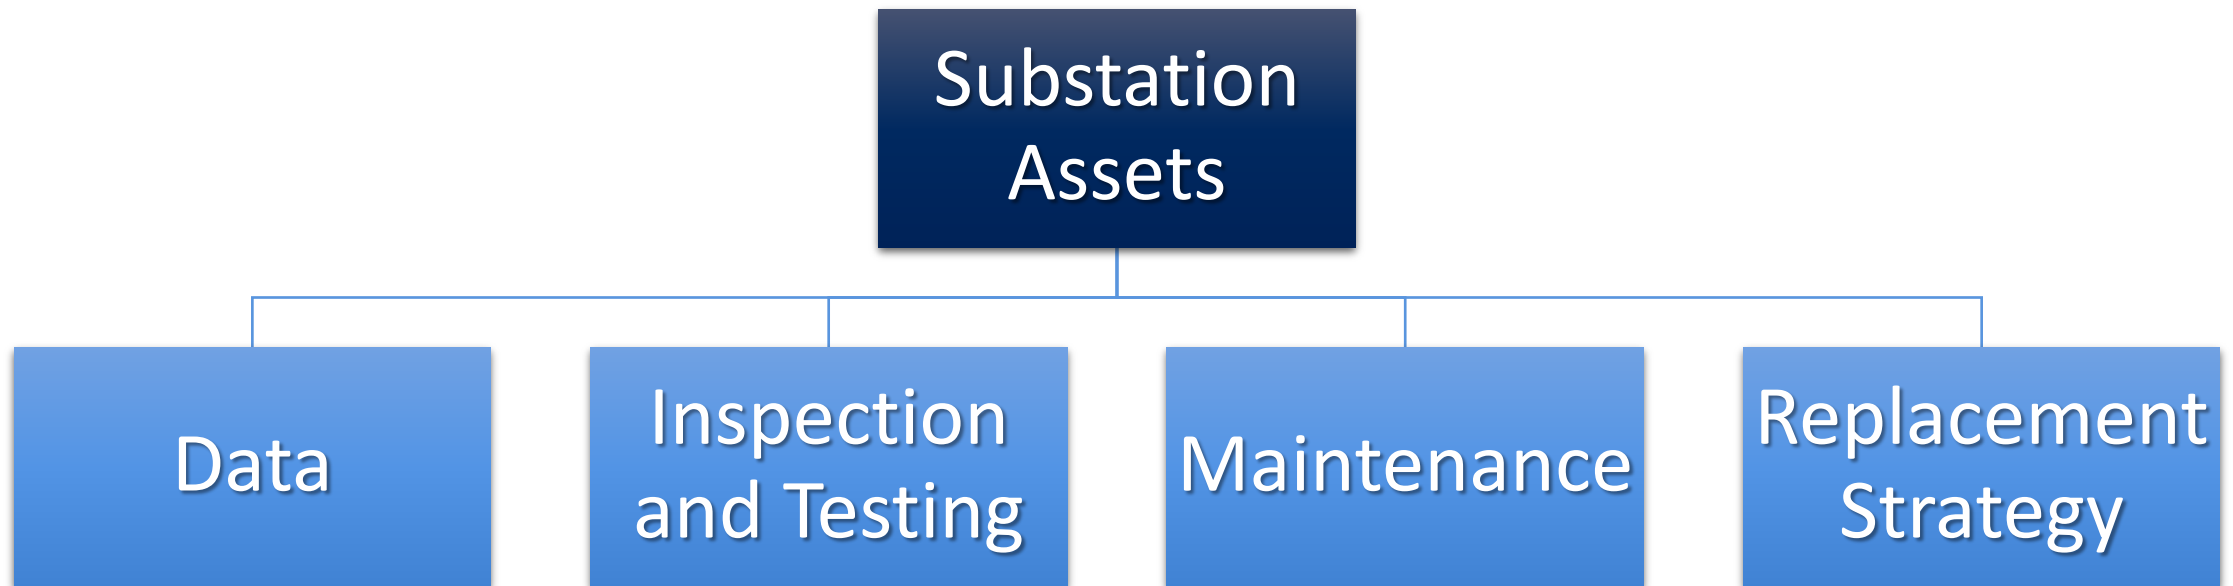 Substation
Assets
Data
Inspection
and Testing
Maintenance
Replacement
Strategy